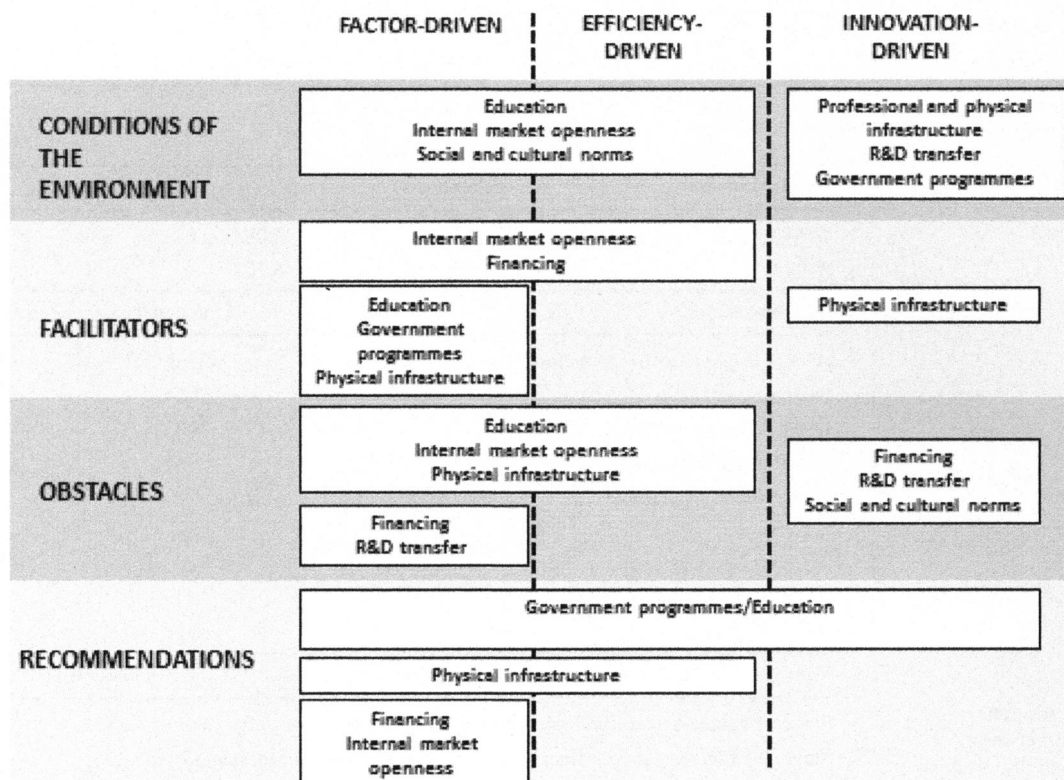 FACTOR-DRIVEN
EFFICIENCY-
DRIVEN
INNOVATION-
DRIVEN
CONDITIONS OF
THE
ENVIRONMENT
Education
Internal market openness
Social and cultural norms
Professional and physical
infrastructure
R&D transfer
Government programmes
FACILITATORS
Internal market openness
Financing
Education
Government
programmes
Physical infrastructure
Physical infrastructure
OBSTACLES
Education
Internal market openness
Physical infrastructure
Financing
R&D transfer
Financing
R&D transfer
Social and cultural norms
RECOMMENDATIONS
Government programmes/Education
Physical infrastructure
Financing
Internal market
openness